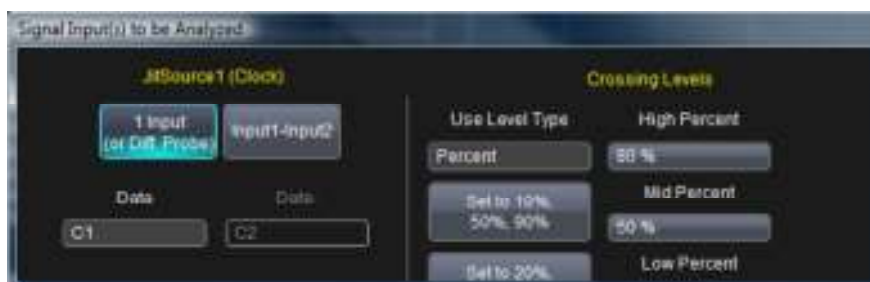 Signal Input(s) to be Analyzed
JitSource1 (Clock)
1 Input
(or Diff. Probe)
Input1-Input2
Data
Data
C1
C2
Crossing Levels
Use Level Type
High Percent
Percent
Mid Percent
Set to 10%,
50%, 90%
50 %
Low Percent
Set to 20%,